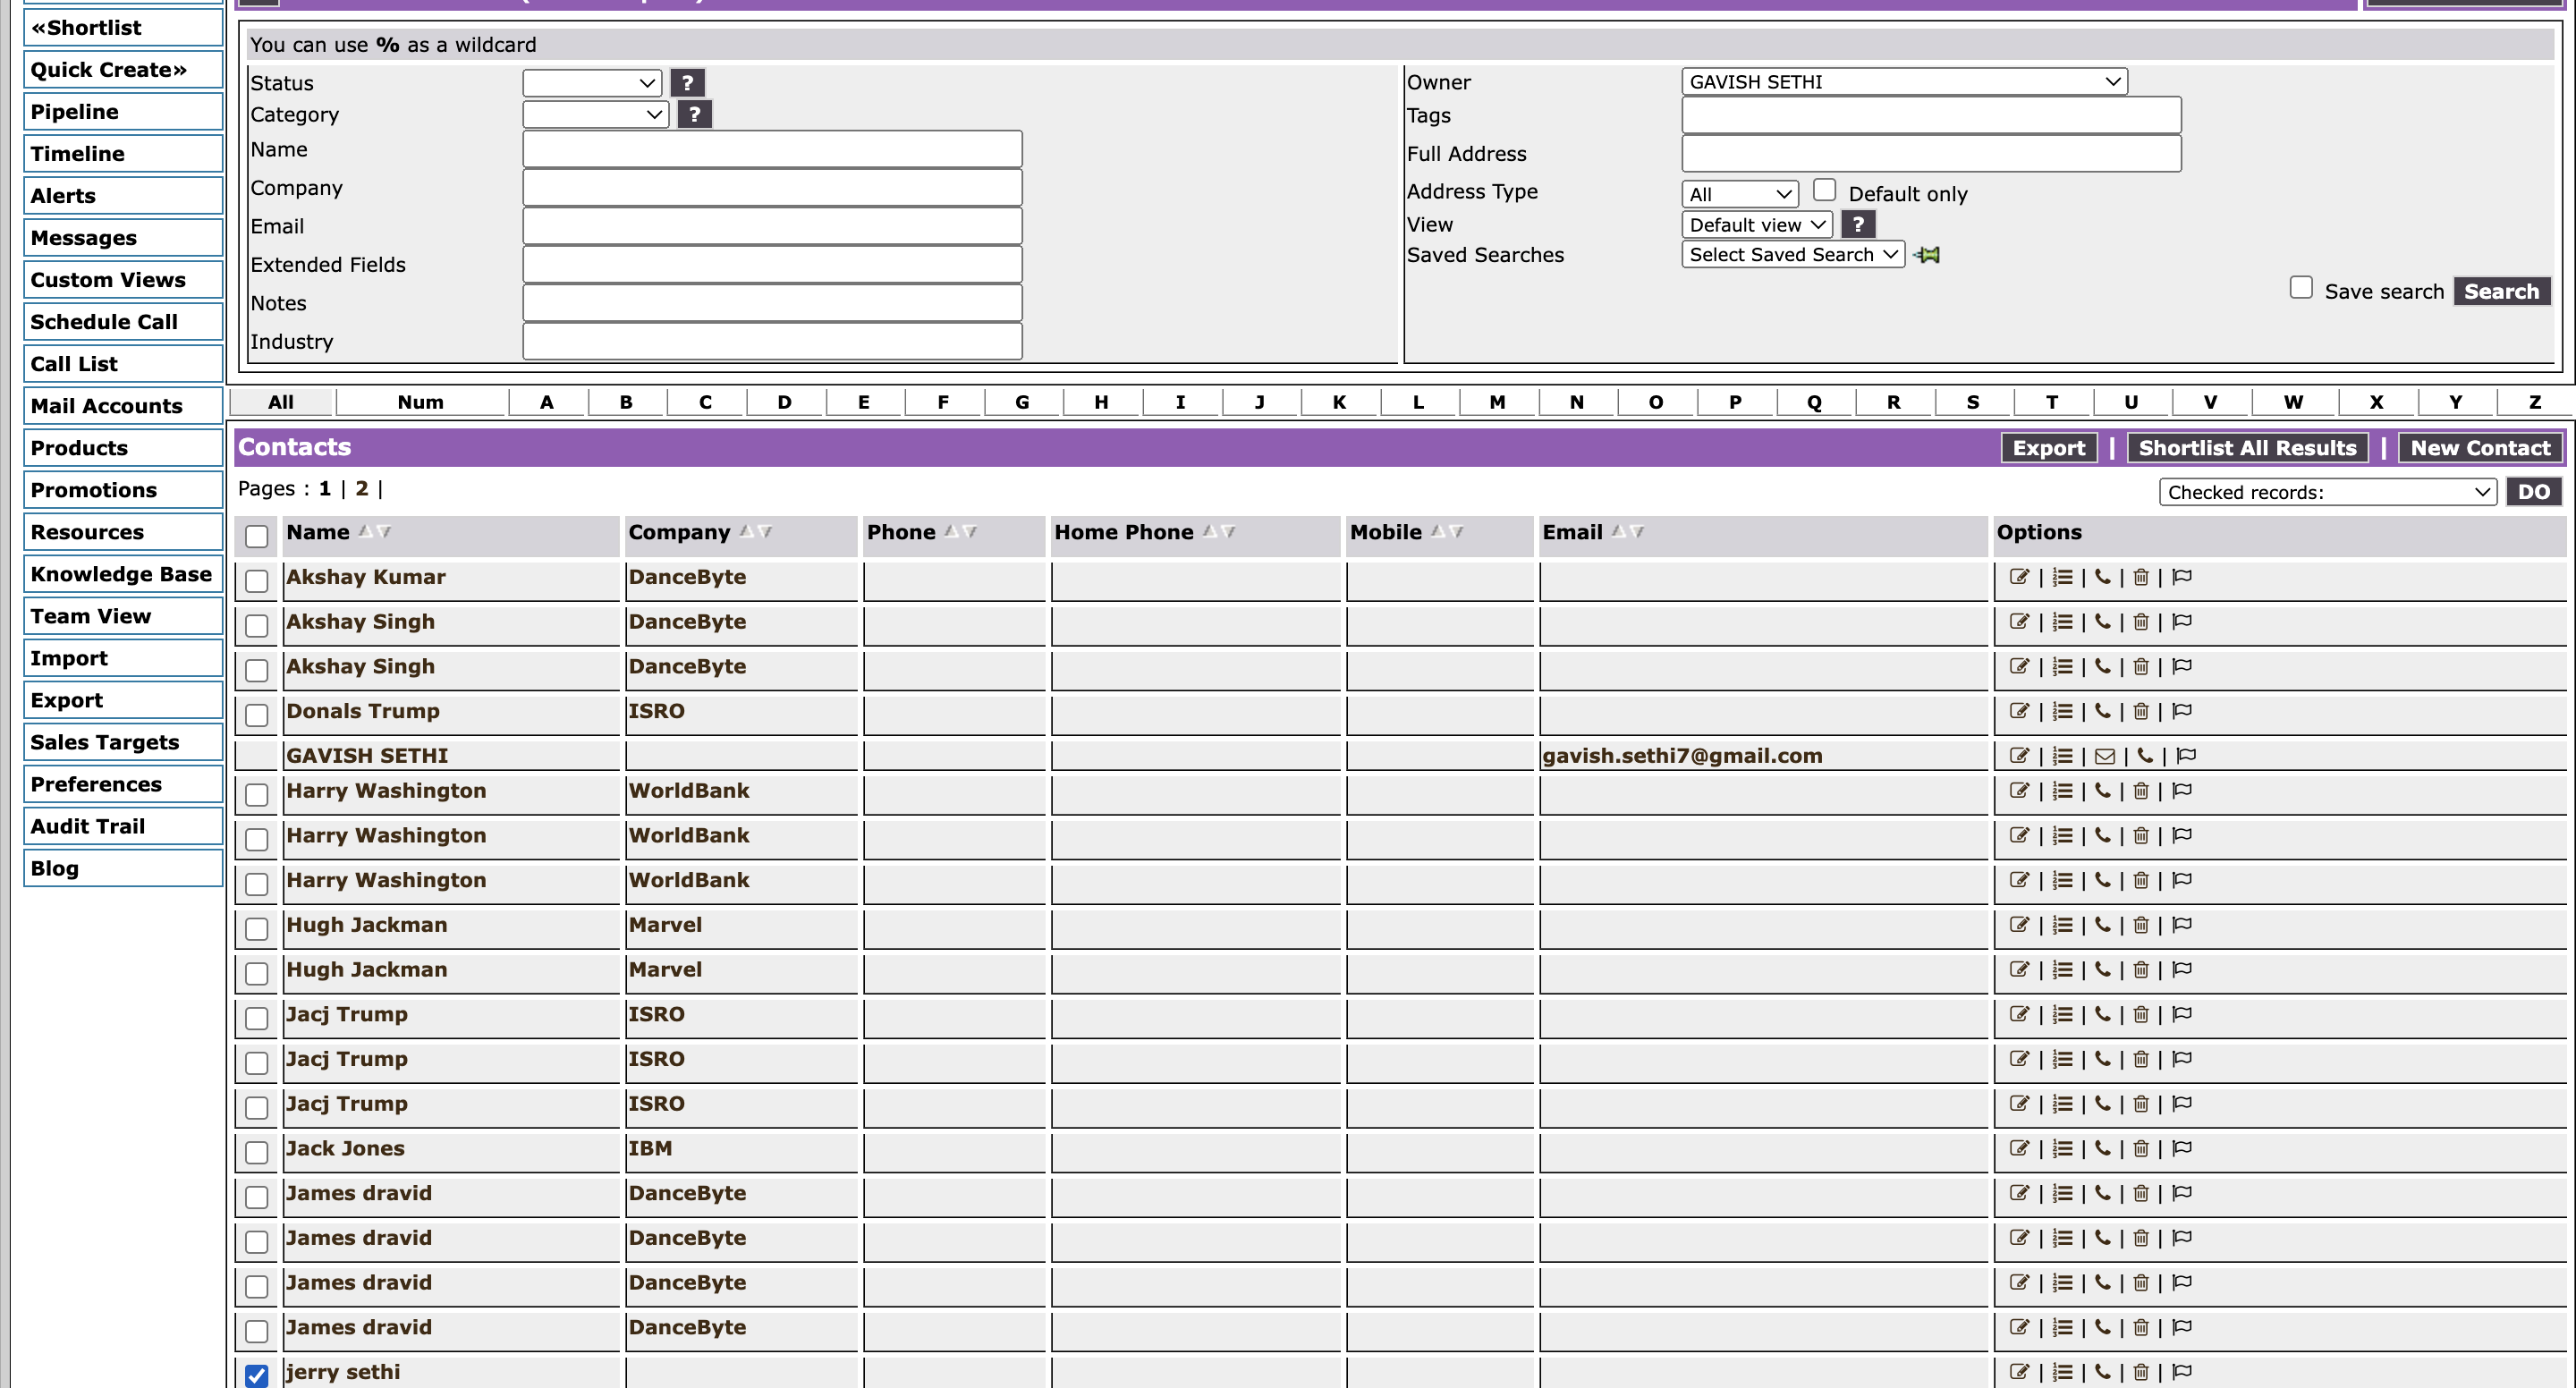 «Shortlist
Quick Create»
Pipeline
Timeline
Alerts
Messages
Custom Views
Schedule Call
Call List
Mail Accounts
Products
Promotions
Resources
Knowledge Base
Team View
Import
Export
Sales Targets
Preferences
Audit Trail
Blog
You can use % as a wildcard
Status ?
Category ?
Name
Company
Email
Extended Fields
Notes
Industry
Owner GAVISH SETHI
Tags
Full Address
Address Type All Default only
View Default view ?
Saved Searches Select Saved Search
Save search Search
All Num A B C D E F G H I J K L M N O P Q R S T U V W X Y Z
Contacts Export | Shortlist All Results | New Contact
Pages : 1 | 2 | Checked records: DO
Name Company Phone Home Phone Mobile Email Options
Akshay Kumar DanceByte | | | |
Akshay Singh DanceByte | | | |
Akshay Singh DanceByte | | | |
Donals Trump ISRO | | | |
GAVISH SETHI gavish.sethi7@gmail.com | | | |
Harry Washington WorldBank | | | |
Harry Washington WorldBank | | | |
Harry Washington WorldBank | | | |
Hugh Jackman Marvel | | | |
Hugh Jackman Marvel | | | |
Jacj Trump ISRO | | | |
Jacj Trump ISRO | | | |
Jacj Trump ISRO | | | |
Jack Jones IBM | | | |
James dravid DanceByte | | | |
James dravid DanceByte | | | |
James dravid DanceByte | | | |
James dravid DanceByte | | | |
jerry sethi | | | |